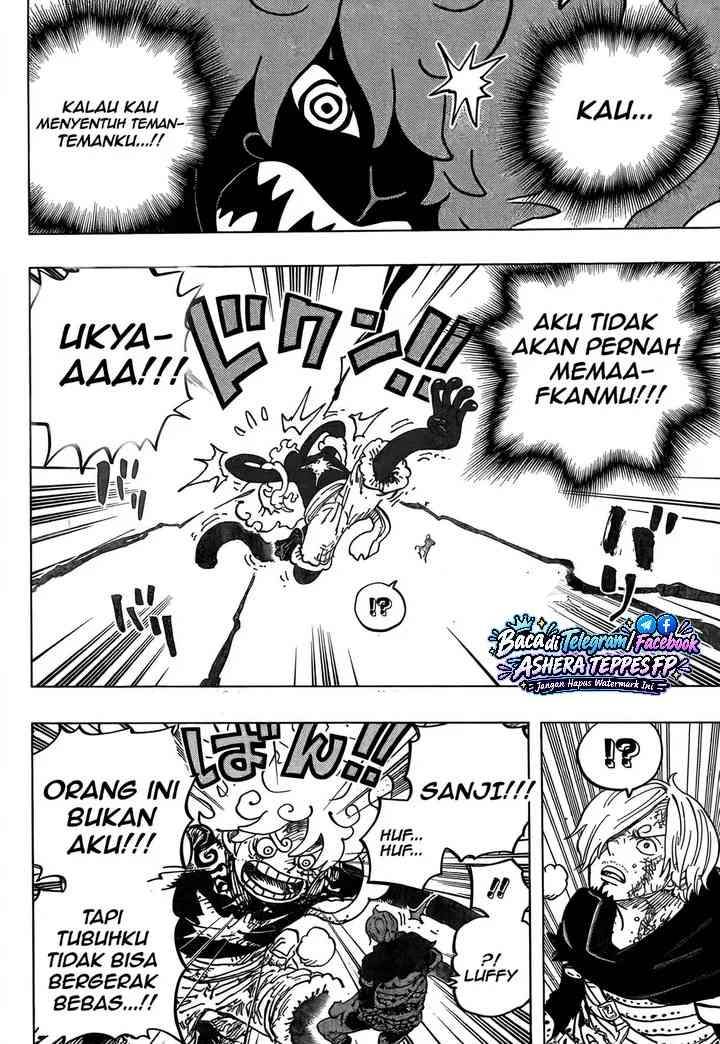 KAU...
KALAU KAU
MENYENTUH TEMAN-
TEMANKU...!!
AKU TIDAK
AKAN PERNAH
MEMAA-
FKANMU!!!
ドクン!!
UKYA-
AAA!!!
!?
Baca di Telegram/Facebook
ASHERA TEPPES FP
Jangan Hapus Watermark Ini
!?
ばん!!
SANJI!!!
ORANG INI
BUKAN
AKU!!!
HUF...
HUF...
!!
?!
LUFFY
TAPI
TUBUHKU
TIDAK BISA
BERGERAK
BEBAS...!!